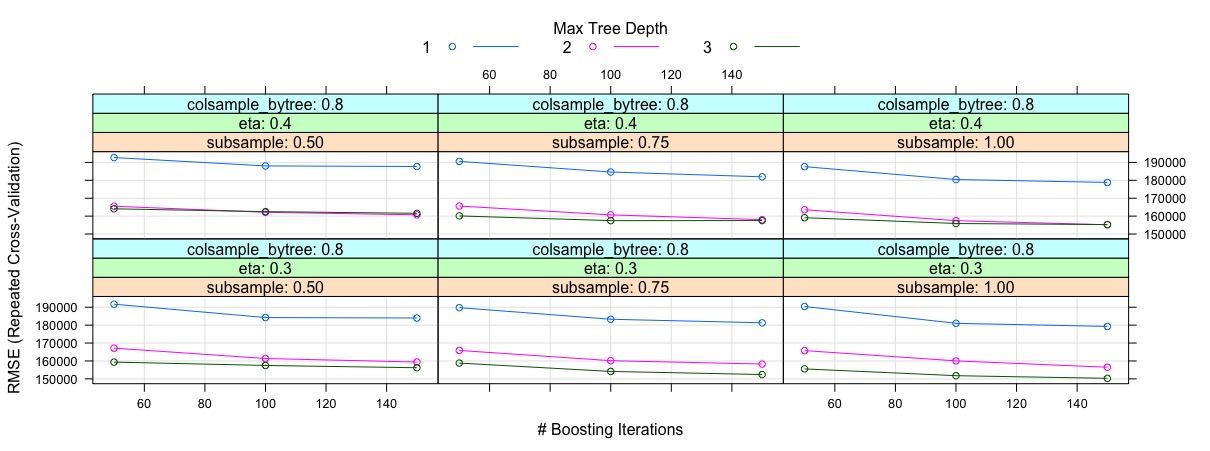 Max Tree Depth
1 2 3
60 80 100 120 140
colsample_bytree: 0.8 colsample_bytree: 0.8 colsample_bytree: 0.8
eta: 0.4 eta: 0.4 eta: 0.4
subsample: 0.50 subsample: 0.75 subsample: 1.00
190000
180000
170000
160000
150000
colsample_bytree: 0.8 colsample_bytree: 0.8 colsample_bytree: 0.8
eta: 0.3 eta: 0.3 eta: 0.3
subsample: 0.50 subsample: 0.75 subsample: 1.00
190000
180000
170000
160000
150000
60 80 100 120 140 60 80 100 120 140
# Boosting Iterations
RMSE (Repeated Cross-Validation)